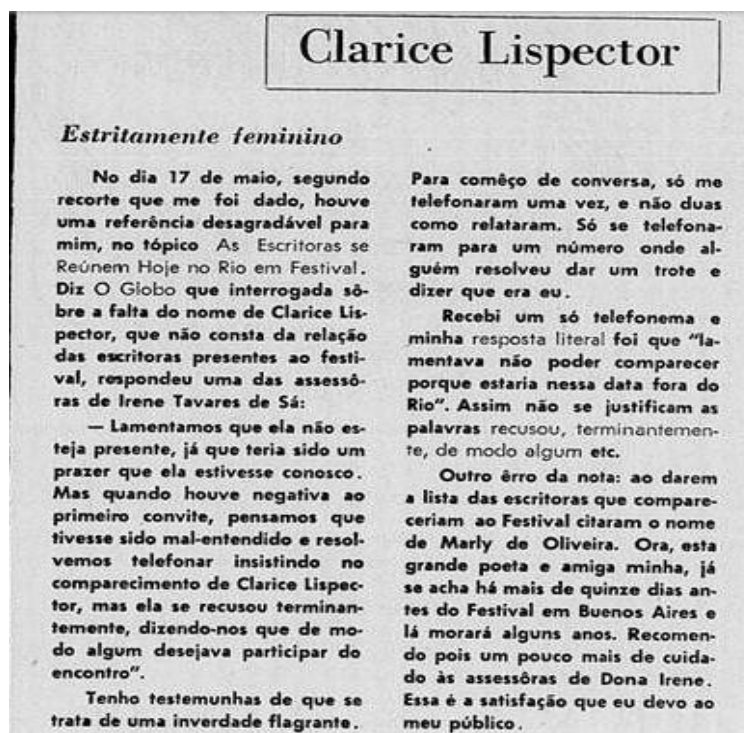 Clarice Lispector
Estritamente feminino
No dia 17 de maio, segundo
recorte que me foi dado, houve
uma referência desagradável para
mim, no tópico As Escritoras se
Reúnem Hoje no Rio em Festival.
Diz O Globo que interrogada sô-
bre a falta do nome de Clarice Lis-
pector, que não consta da relação
das escritoras presentes ao festi-
val, respondeu uma das assessô-
ras de Irene Tavares de Sá:
— Lamentamos que ela não es-
teja presente, já que teria sido um
prazer que ela estivesse conosco.
Mas quando houve negativa ao
primeiro convite, pensamos que
tivesse sido mal-entendido e resol-
vemos telefonar insistindo no
comparecimento de Clarice Lispec-
tor, mas ela se recusou terminan-
temente, dizendo-nos que de mo-
do algum desejava participar do
encontro".
Tenho testemunhas de que se
trata de uma inverdade flagrante.
Para comêço de conversa, só me
telefonaram uma vez, e não duas
como relataram. Só se telefona-
ram para um número onde al-
guém resolveu dar um trote e
dizer que era eu.
Recebi um só telefonema e
minha resposta literal foi que "la-
mentava não poder comparecer
porque estaria nessa data fora do
Rio". Assim não se justificam as
palavras recusou, terminantemen-
te, de modo algum etc.
Outro êrro da nota: ao darem
a lista das escritoras que compare-
ceriam ao Festival citaram o nome
de Marly de Oliveira. Ora, esta
grande poeta e amiga minha, já
se acha há mais de quinze dias an-
tes do Festival em Buenos Aires e
lá morará alguns anos. Recomen-
do pois um pouco mais de cuida-
do às assessôras de Dona Irene.
Essa é a satisfação que eu devo ao
meu público.